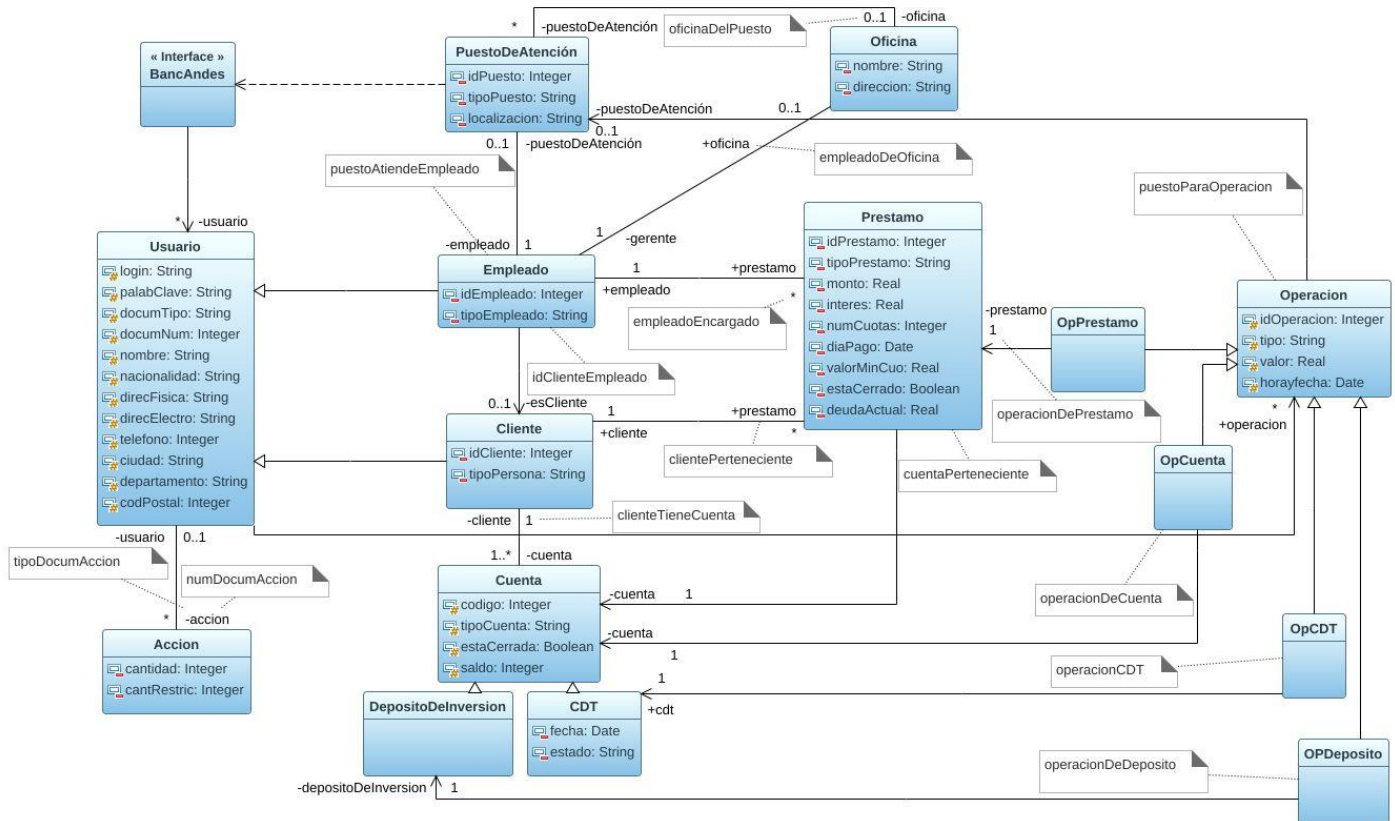 * -puestoDeAtención
oficinaDelPuesto
0..1 -oficina
« Interface »
BancAndes
PuestoDeAtención
idPuesto: Integer
tipoPuesto: String
localizacion: String
Oficina
nombre: String
direccion: String
-puestoDeAtención
0..1
0..1
0..1 -puestoDeAtención
+oficina
empleadoDeOficina
puestoAtiendeEmpleado
puestoParaOperacion
* -usuario
Usuario
login: String
palabClave: String
documTipo: String
documNum: Integer
nombre: String
nacionalidad: String
direcFisica: String
direcElectro: String
telefono: Integer
ciudad: String
departamento: String
codPostal: Integer
-empleado 1
1 -gerente
Empleado
idEmpleado: Integer
tipoEmpleado: String
1 +prestamo
+empleado
*
empleadoEncargado
Prestamo
idPrestamo: Integer
tipoPrestamo: String
monto: Real
interes: Real
numCuotas: Integer
diaPago: Date
valorMinCuo: Real
estaCerrado: Boolean
deudaActual: Real
-prestamo
1
OpPrestamo
Operacion
idOperacion: Integer
tipo: String
valor: Real
horayfecha: Date
*
+operacion
idClienteEmpleado
operacionDePrestamo
0..1 -esCliente
Cliente
idCliente: Integer
tipoPersona: String
1 +prestamo
+cliente
*
clientePerteneciente
cuentaPerteneciente
OpCuenta
-cliente 1
clienteTieneCuenta
-usuario 0..1
tipoDocumAccion
numDocumAccion
* -accion
Accion
cantidad: Integer
cantRestric: Integer
1..* -cuenta
Cuenta
codigo: Integer
tipoCuenta: String
estaCerrada: Boolean
saldo: Integer
-cuenta 1
-cuenta
1
operacionDeCuenta
OpCDT
operacionCDT
DepositoDeInversion
CDT
fecha: Date
estado: String
1
+cdt
operacionDeDeposito
OPDeposito
-depositoDeInversion 1